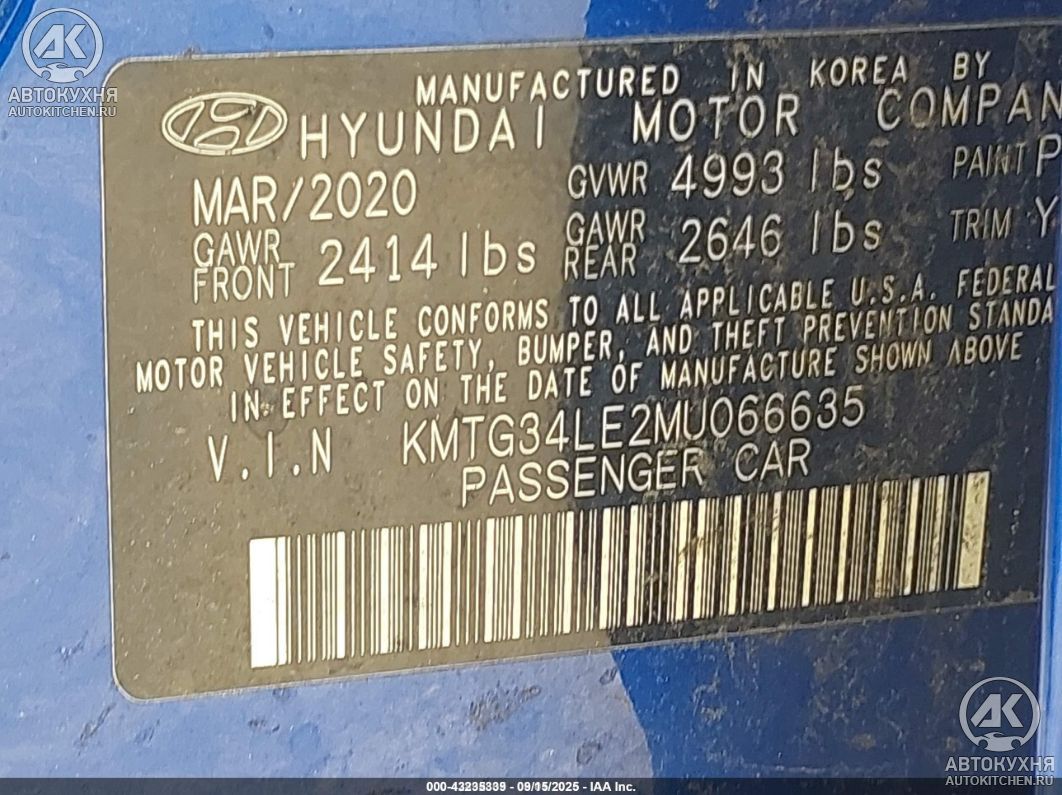 АВТОКУХНЯ
AUTOKITCHEN.RU
MANUFACTURED IN KOREA BY
HYUNDAI MOTOR COMPAN
MAR/2020 GVWR 4993 lbs PAINT P
GAWR FRONT 2414 lbs GAWR REAR 2646 lbs TRIM Y
THIS VEHICLE CONFORMS TO ALL APPLICABLE U.S.A. FEDERAL
MOTOR VEHICLE SAFETY, BUMPER, AND THEFT PREVENTION STANDA
IN EFFECT ON THE DATE OF MANUFACTURE SHOWN ABOVE
V.I.N KMTG34LE2MU066635
PASSENGER CAR
АВТОКУХНЯ
AUTOKITCHEN.RU
000-43235339 - 09/15/2025 - IAA Inc.